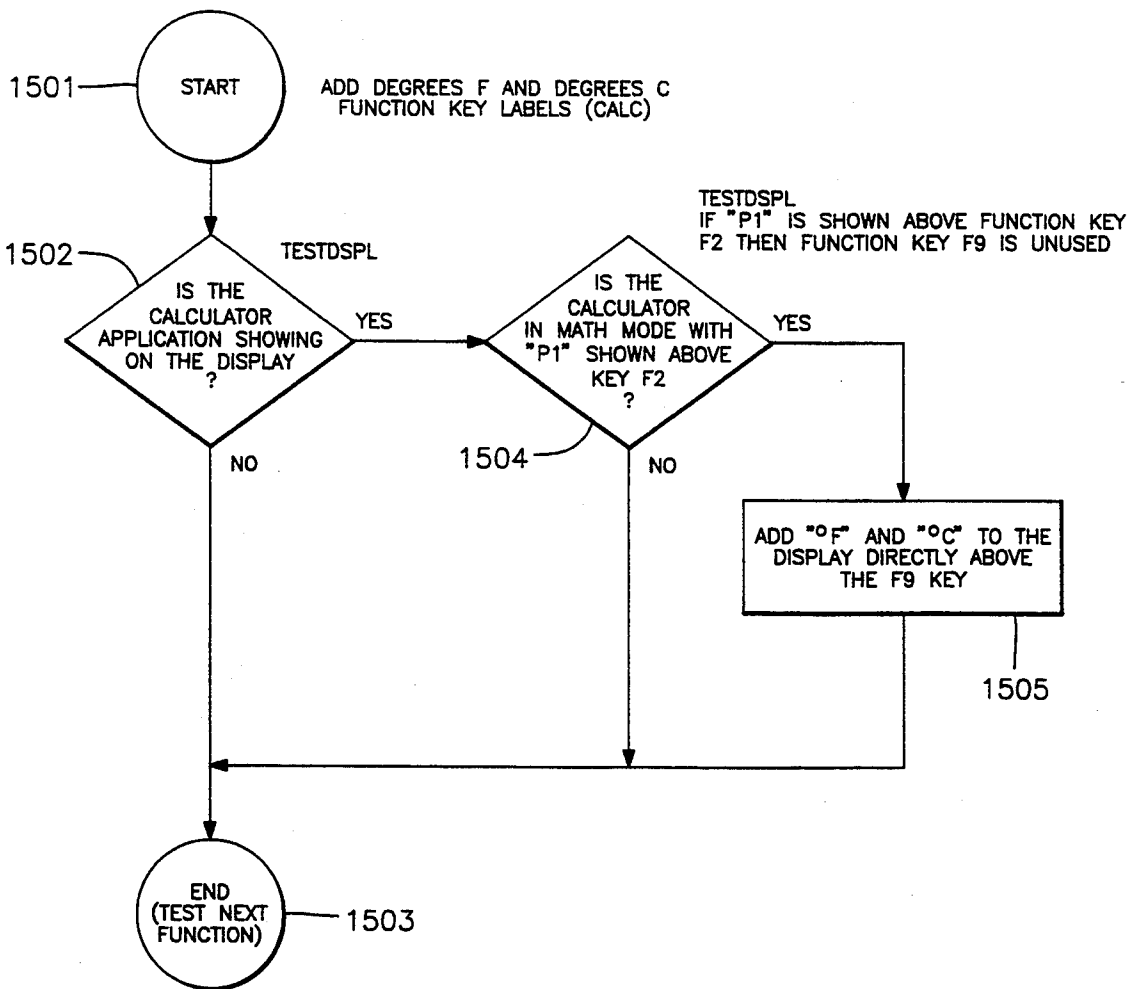 1501
START
ADD DEGREES F AND DEGREES C
FUNCTION KEY LABELS (CALC)
TESTDSPL
IF "P1" IS SHOWN ABOVE FUNCTION KEY
F2 THEN FUNCTION KEY F9 IS UNUSED
1502
TESTDSPL
IS THE
CALCULATOR
APPLICATION SHOWING
ON THE DISPLAY
?
YES
NO
IS THE
CALCULATOR
IN MATH MODE WITH
"P1" SHOWN ABOVE
KEY F2
?
YES
1504
NO
ADD "°F" AND "°C" TO THE
DISPLAY DIRECTLY ABOVE
THE F9 KEY
1505
END
(TEST NEXT
FUNCTION)
1503